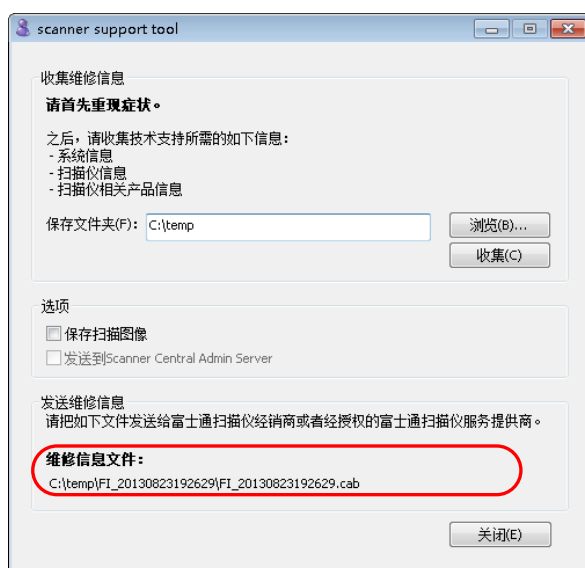 scanner support tool
收集维修信息
请首先重现症状。
之后，请收集技术支持所需的如下信息：
- 系统信息
- 扫描仪信息
- 扫描仪相关产品信息
保存文件夹(F)： C:\temp 浏览(B)...
收集(C)
选项
保存扫描图像
发送到Scanner Central Admin Server
发送维修信息
请把如下文件发送给富士通扫描仪经销商或者经授权的富士通扫描仪服务提供商。
维修信息文件：
C:\temp\FI_20130823192629\FI_20130823192629.cab
关闭(E)